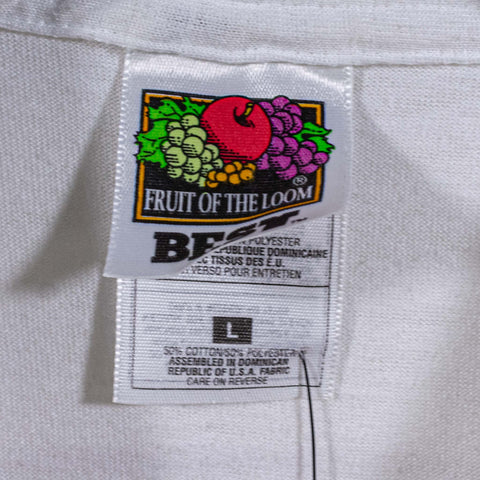 FRUIT OF THE LOOM ®
BEST
POLYESTER
RÉPUBLIQUE DOMINICAINE
TISSUS DES É.U.
VERSO POUR ENTRETIEN
L
50% COTTON/50% POLYESTER
ASSEMBLED IN DOMINICAN
REPUBLIC OF U.S.A. FABRIC
CARE ON REVERSE